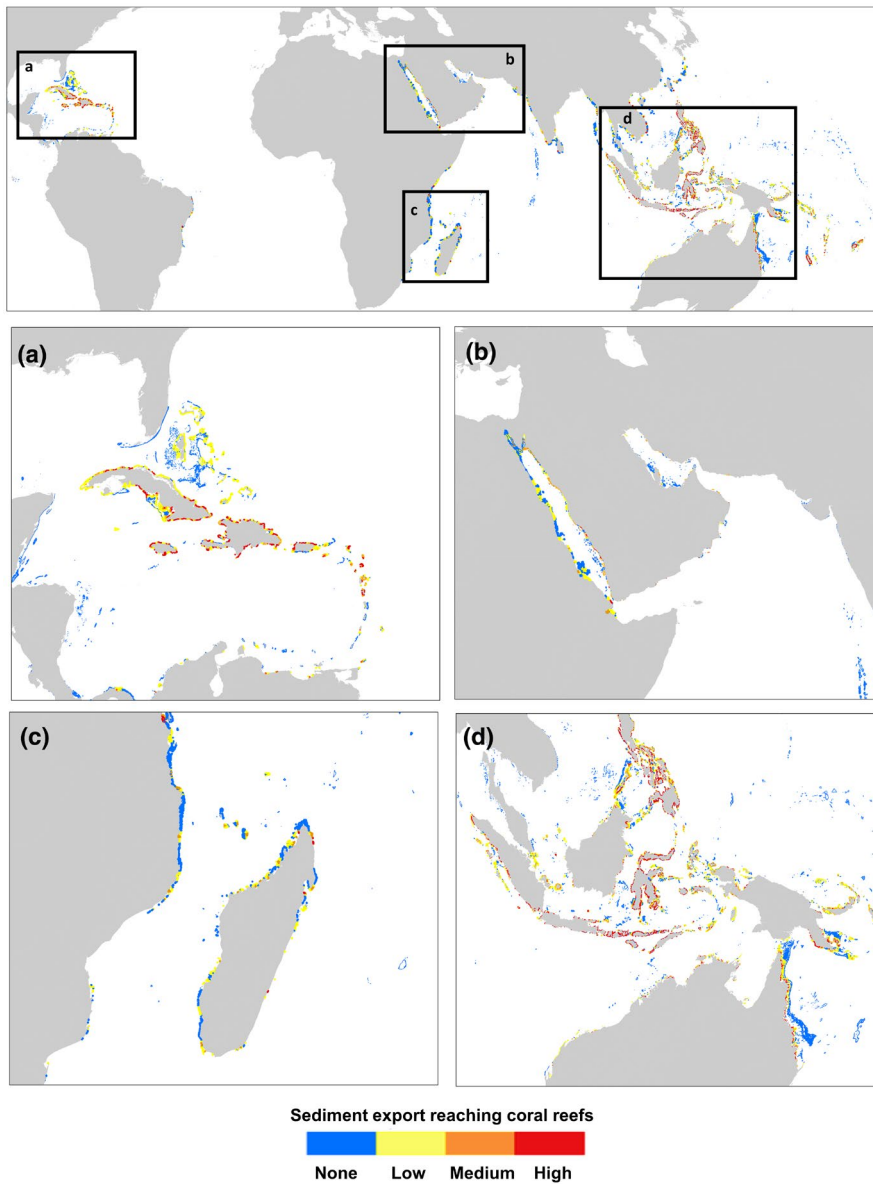 a
b
d
c
(a)
(b)
(c)
(d)
Sediment export reaching coral reefs
None Low Medium High